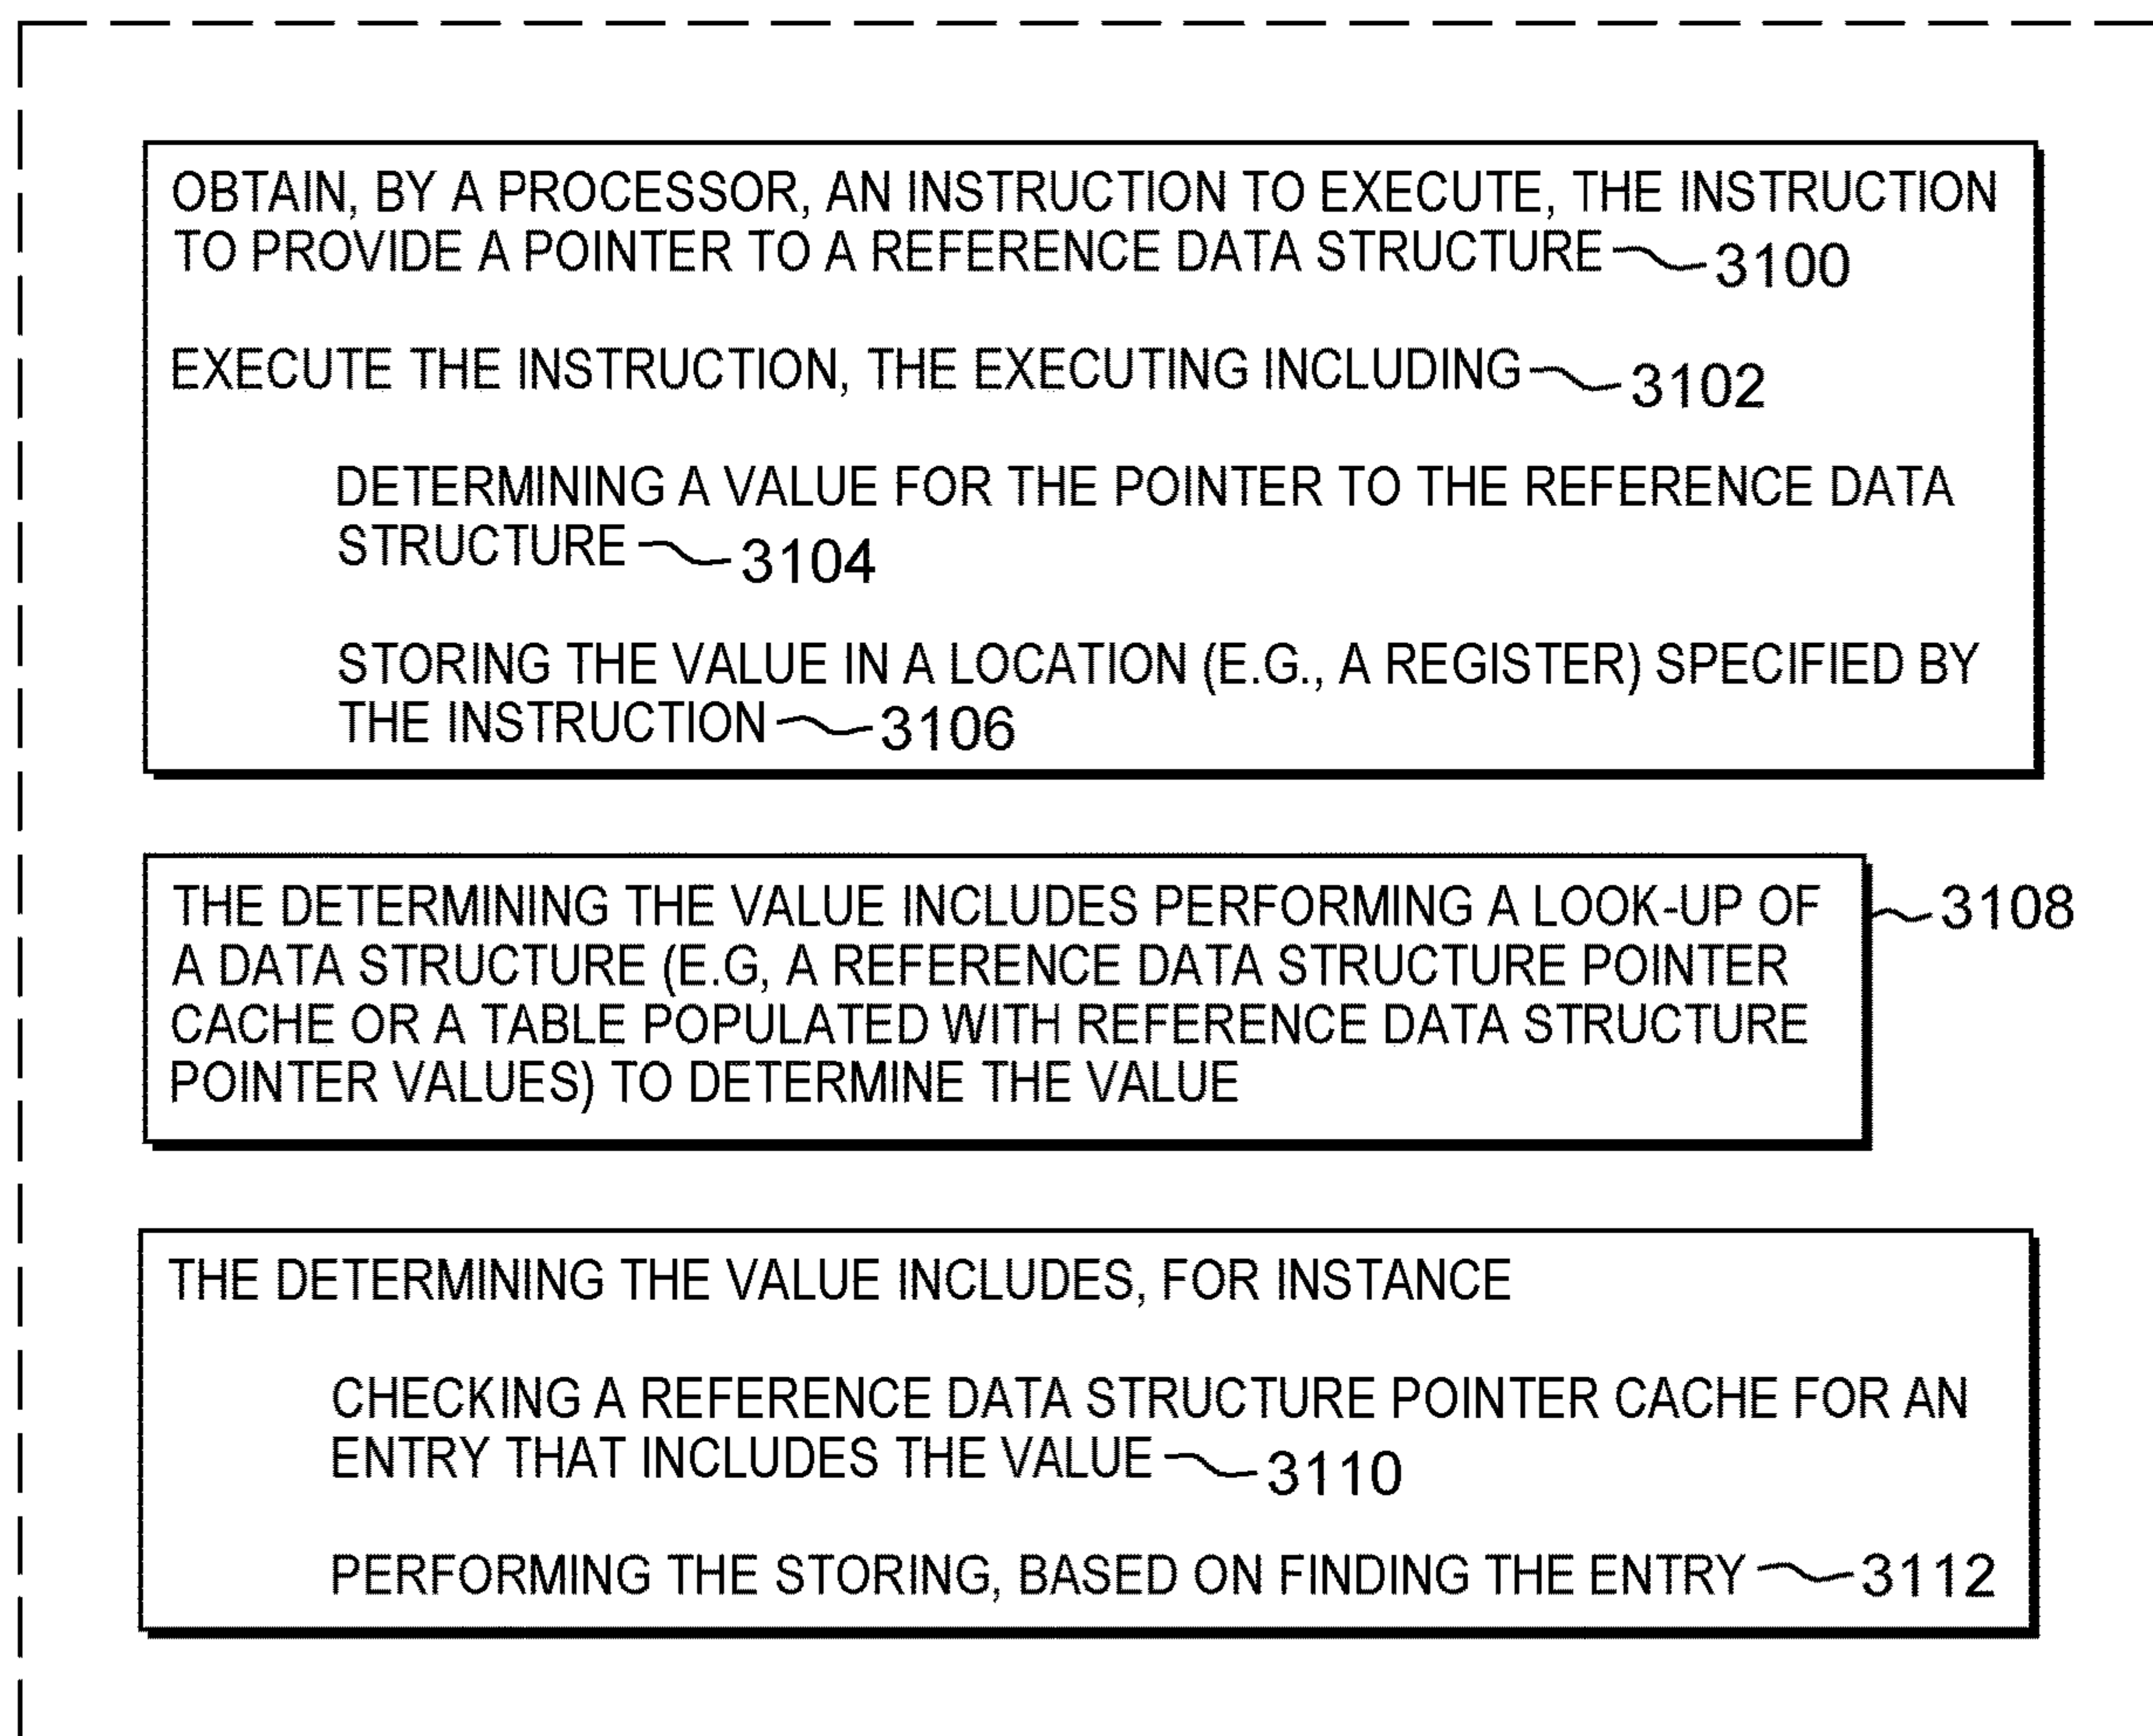 OBTAIN, BY A PROCESSOR, AN INSTRUCTION TO EXECUTE, THE INSTRUCTION
TO PROVIDE A POINTER TO A REFERENCE DATA STRUCTURE 3100
EXECUTE THE INSTRUCTION, THE EXECUTING INCLUDING 3102
DETERMINING A VALUE FOR THE POINTER TO THE REFERENCE DATA
STRUCTURE 3104
STORING THE VALUE IN A LOCATION (E.G., A REGISTER) SPECIFIED BY
THE INSTRUCTION 3106
THE DETERMINING THE VALUE INCLUDES PERFORMING A LOOK-UP OF 3108
A DATA STRUCTURE (E.G, A REFERENCE DATA STRUCTURE POINTER
CACHE OR A TABLE POPULATED WITH REFERENCE DATA STRUCTURE
POINTER VALUES) TO DETERMINE THE VALUE
THE DETERMINING THE VALUE INCLUDES, FOR INSTANCE
CHECKING A REFERENCE DATA STRUCTURE POINTER CACHE FOR AN
ENTRY THAT INCLUDES THE VALUE 3110
PERFORMING THE STORING, BASED ON FINDING THE ENTRY 3112